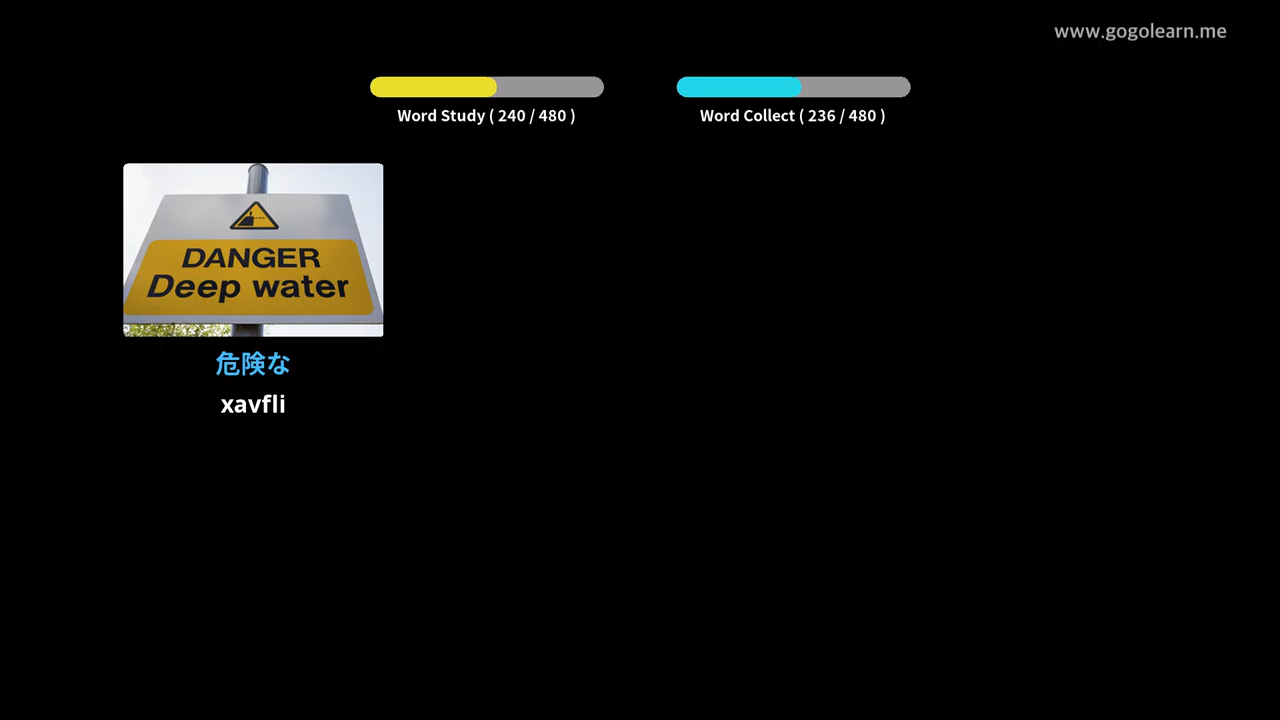 www.gogolearn.me
Word Study ( 240 / 480 )
Word Collect ( 236 / 480 )
DANGER
Deep water
危険な
xavfli